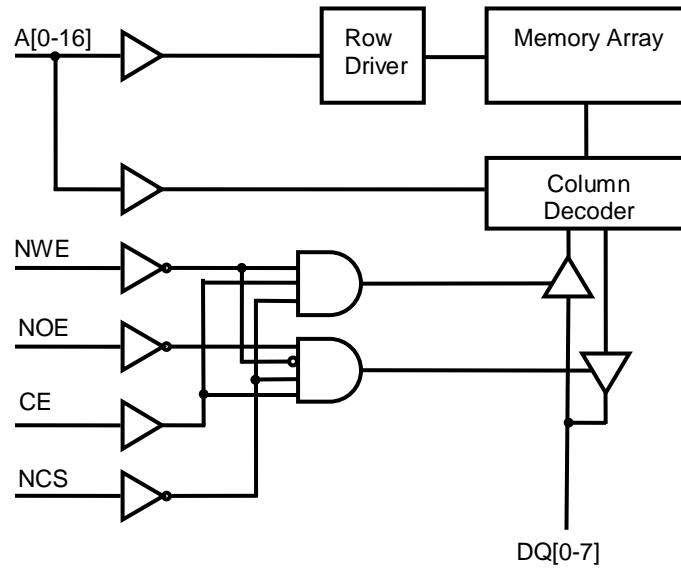 A[0-16]
Row
Driver
Memory Array
Column
Decoder
NWE
NOE
CE
NCS
DQ[0-7]